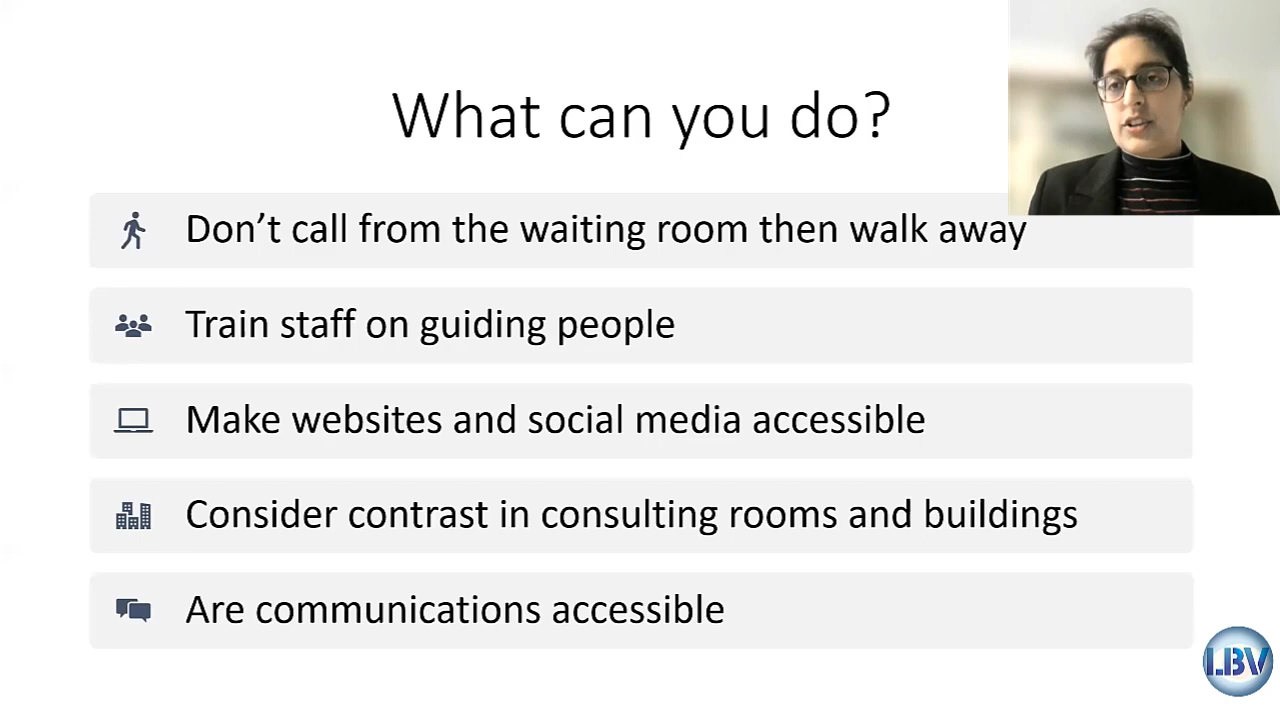 What can you do?
Don’t call from the waiting room then walk away
Train staff on guiding people
Make websites and social media accessible
Consider contrast in consulting rooms and buildings
Are communications accessible
LBV